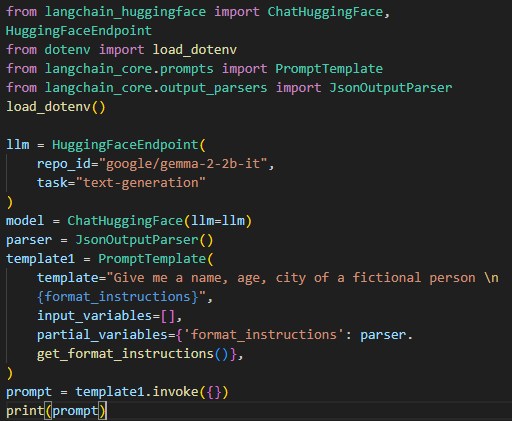 from langchain_huggingface import ChatHuggingFace,
HuggingFaceEndpoint
from dotenv import load_dotenv
from langchain_core.prompts import PromptTemplate
from langchain_core.output_parsers import JsonOutputParser
load_dotenv()

llm = HuggingFaceEndpoint(
    repo_id="google/gemma-2-2b-it",
    task="text-generation"
)
model = ChatHuggingFace(llm=llm)
parser = JsonOutputParser()
template1 = PromptTemplate(
    template="Give me a name, age, city of a fictional person \n
    {format_instructions}",
    input_variables=[],
    partial_variables={'format_instructions': parser.
    get_format_instructions()},
)
prompt = template1.invoke({})
print(prompt)